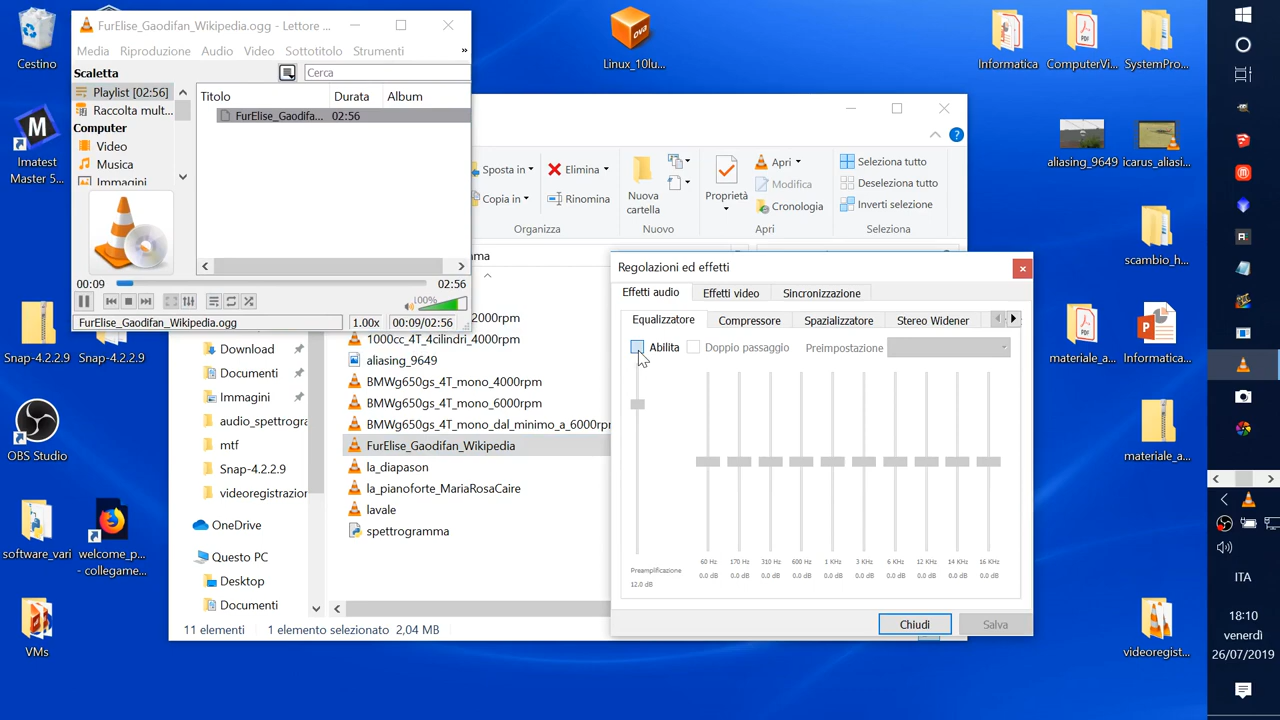 Cestino
Imatest
Master 5...
Snap-4.2.2.9
Snap-4.2.2.9
OBS Studio
software_vari
welcome_p...
- collegame...
VMs
Linux_10lu...
Informatica
ComputerVi...
SystemPro...
aliasing_9649
icarus_aliasi...
scambio_h...
materiale_a...
Informatica...
materiale_a...
videoregist...
FurElise_Gaodifan_Wikipedia.ogg - Lettore ...
Media Riproduzione Audio Video Sottotitolo Strumenti »
Scaletta
Cerca
Playlist [02:56]
Raccolta mult...
Computer
Video
Musica
Immagini
Titolo Durata Album
FurElise_Gaodifa... 02:56
00:09 02:56
100%
FurElise_Gaodifan_Wikipedia.ogg 1.00x 00:09/02:56
Sposta in
Copia in
Elimina
Rinomina
Organizza
Nuova
cartella
Nuovo
Proprietà
Apri
Modifica
Cronologia
Apri
Seleziona tutto
Deseleziona tutto
Inverti selezione
Seleziona
Download
Documenti
Immagini
audio_spettrogra
mtf
Snap-4.2.2.9
videoregistrazior
OneDrive
Questo PC
Desktop
Documenti
1000cc_4T_4cilindri_4000rpm
aliasing_9649
BMWg650gs_4T_mono_4000rpm
BMWg650gs_4T_mono_6000rpm
BMWg650gs_4T_mono_dal_minimo_a_6000rpm
FurElise_Gaodifan_Wikipedia
la_diapason
la_pianoforte_MariaRosaCaire
lavale
spettrogramma
11 elementi 1 elemento selezionato 2,04 MB
Regolazioni ed effetti
Effetti audio Effetti video Sincronizzazione
Equalizzatore Compressore Spazializzatore Stereo Widener
Abilita Doppio passaggio Preimpostazione
Preamplificazione
12.0 dB
60 Hz 170 Hz 310 Hz 600 Hz 1 KHz 3 KHz 6 KHz 12 KHz 14 KHz 16 KHz
0.0 dB 0.0 dB 0.0 dB 0.0 dB 0.0 dB 0.0 dB 0.0 dB 0.0 dB 0.0 dB 0.0 dB
Chiudi Salva
ITA
18:10
venerdì
26/07/2019